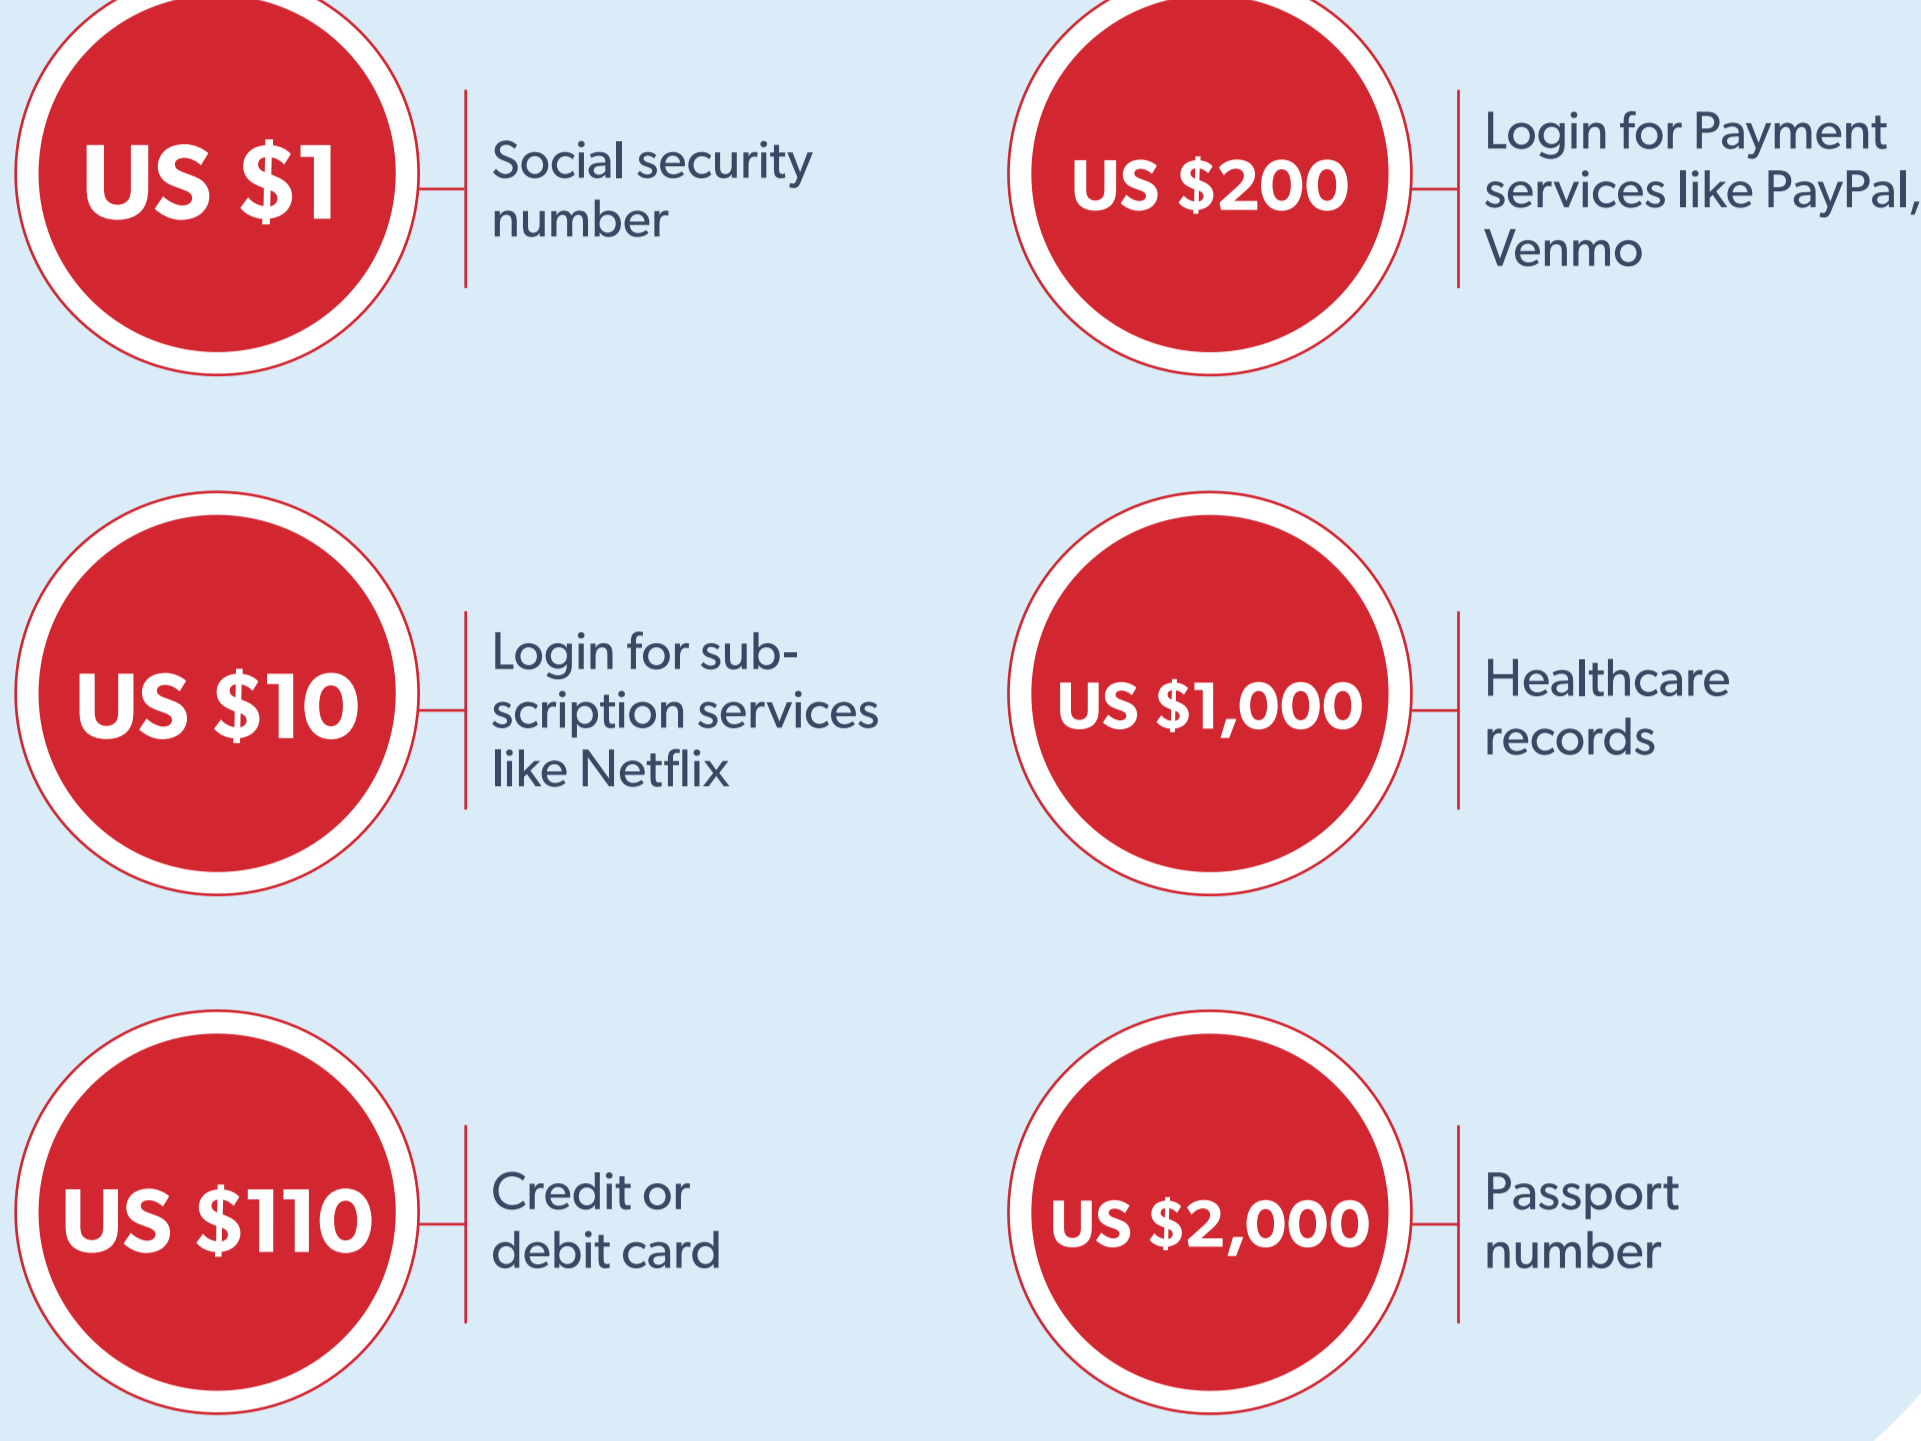 US $1
Social security
number
US $200
Login for Payment
services like PayPal,
Venmo
US $10
Login for sub-
scription services
like Netflix
US $1,000
Healthcare
records
US $110
Credit or
debit card
US $2,000
Passport
number